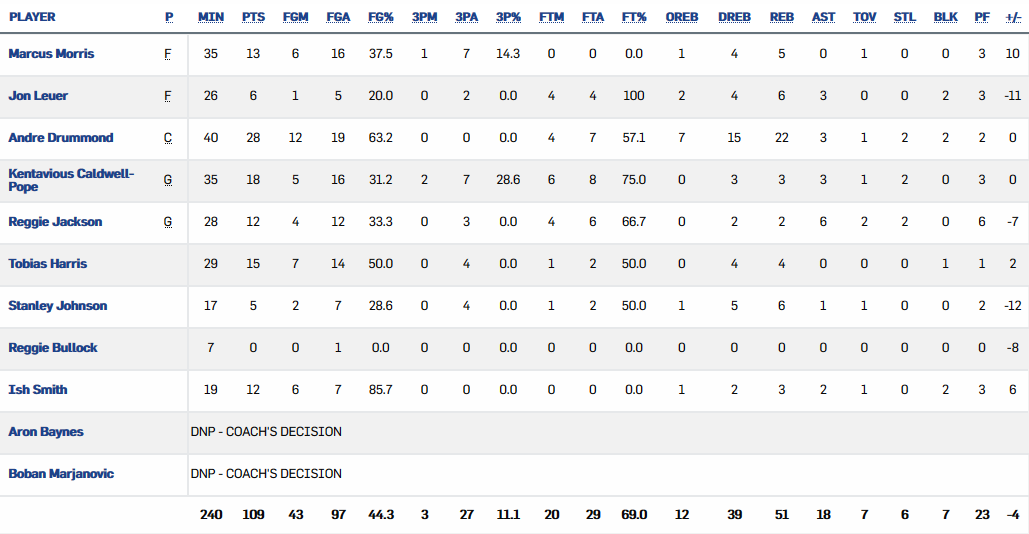 PLAYER P MIN PTS FGM FGA FG% 3PM 3PA 3P% FTM FTA FT% OREB DREB REB AST TOV STL BLK PF +/-
Marcus Morris F 35 13 6 16 37.5 1 7 14.3 0 0 0.0 1 4 5 0 1 0 0 3 10
Jon Leuer F 26 6 1 5 20.0 0 2 0.0 4 4 100 2 4 6 3 0 0 2 3 -11
Andre Drummond C 40 28 12 19 63.2 0 0 0.0 4 7 57.1 7 15 22 3 1 2 2 2 0
Kentavious Caldwell-
Pope G 35 18 5 16 31.2 2 7 28.6 6 8 75.0 0 3 3 3 1 2 0 3 0
Reggie Jackson G 28 12 4 12 33.3 0 3 0.0 4 6 66.7 0 2 2 6 2 2 0 6 -7
Tobias Harris 29 15 7 14 50.0 0 4 0.0 1 2 50.0 0 4 4 0 0 0 1 1 2
Stanley Johnson 17 5 2 7 28.6 0 4 0.0 1 2 50.0 1 5 6 1 1 0 0 2 -12
Reggie Bullock 7 0 0 1 0.0 0 0 0.0 0 0 0.0 0 0 0 0 0 0 0 0 -8
Ish Smith 19 12 6 7 85.7 0 0 0.0 0 0 0.0 1 2 3 2 1 0 2 3 6
Aron Baynes DNP - COACH'S DECISION
Boban Marjanovic DNP - COACH'S DECISION
240 109 43 97 44.3 3 27 11.1 20 29 69.0 12 39 51 18 7 6 7 23 -4